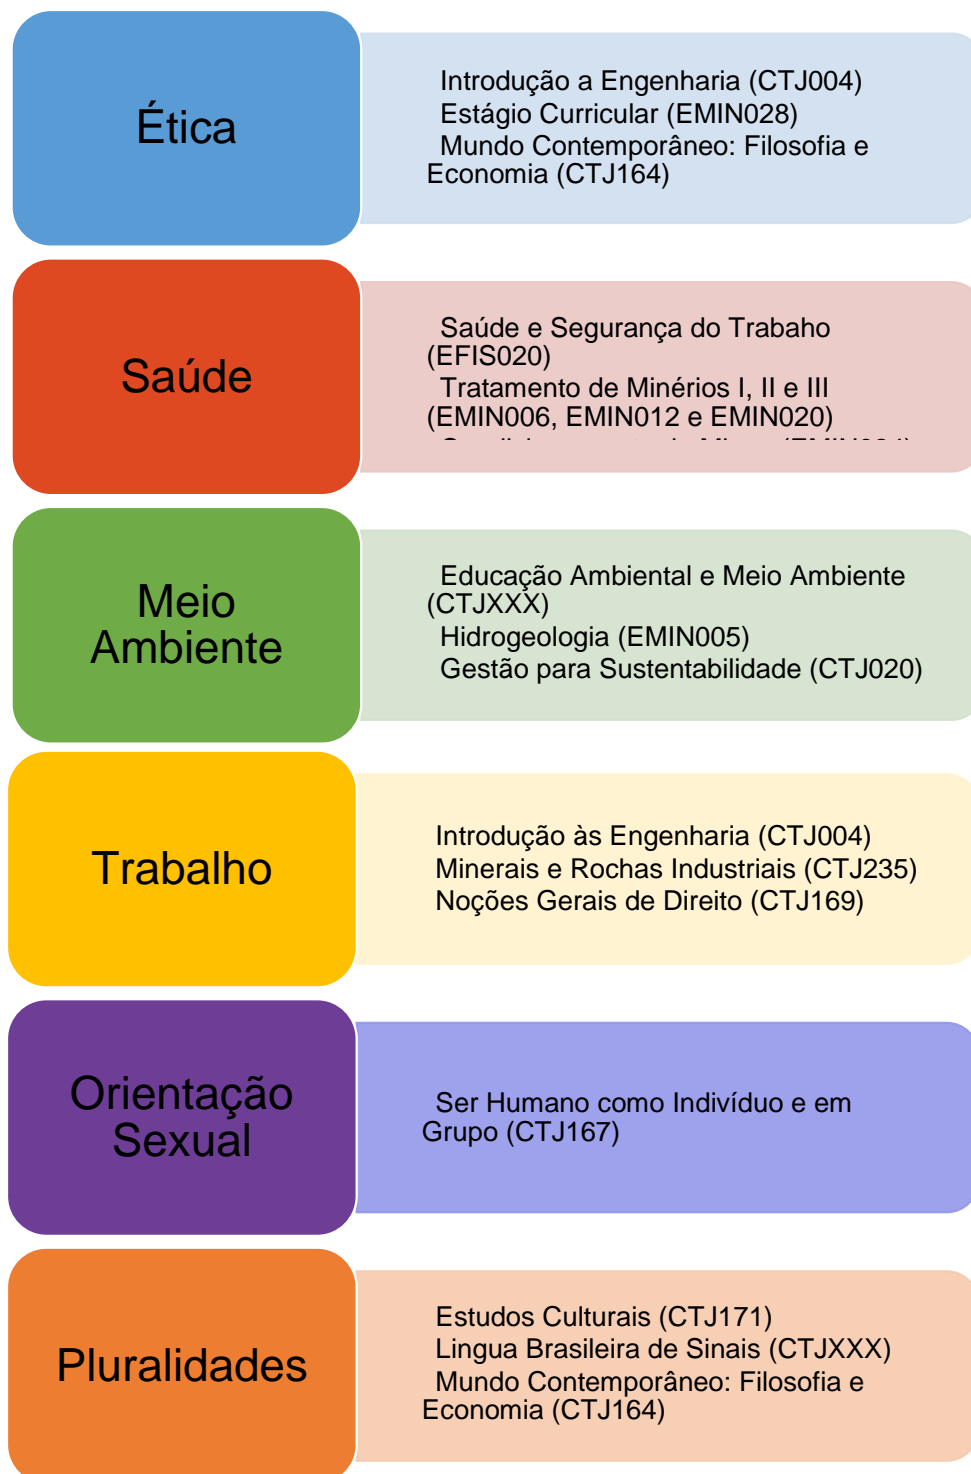 Ética
Introdução a Engenharia (CTJ004)
Estágio Curricular (EMIN028)
Mundo Contemporâneo: Filosofia e
Economia (CTJ164)
Saúde
Saúde e Segurança do Trabaho
(EFIS020)
Tratamento de Minérios I, II e III
(EMIN006, EMIN012 e EMIN020)
Meio
Ambiente
Educação Ambiental e Meio Ambiente
(CTJXXX)
Hidrogeologia (EMIN005)
Gestão para Sustentabilidade (CTJ020)
Trabalho
Introdução às Engenharia (CTJ004)
Minerais e Rochas Industriais (CTJ235)
Noções Gerais de Direito (CTJ169)
Orientação
Sexual
Ser Humano como Indivíduo e em
Grupo (CTJ167)
Pluralidades
Estudos Culturais (CTJ171)
Lingua Brasileira de Sinais (CTJXXX)
Mundo Contemporâneo: Filosofia e
Economia (CTJ164)